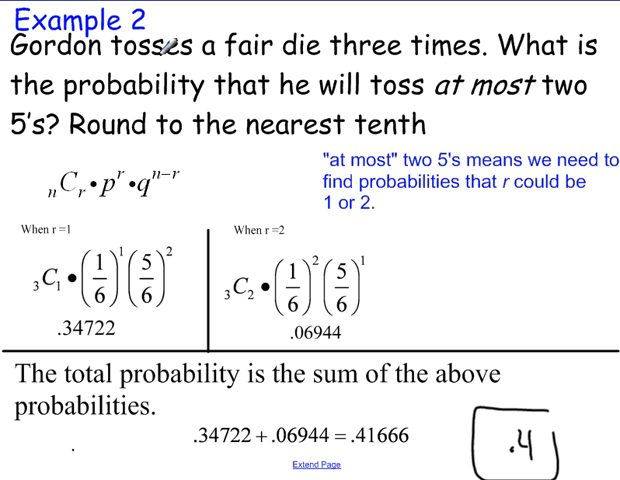 Example 2
Gordon tosses a fair die three times. What is
the probability that he will toss at most two
5's? Round to the nearest tenth
"at most" two 5's means we need to
find probabilities that r could be
1 or 2.
nCr • p^r • q^(n−r)
When r =1
3C1 • (1/6)^1 (5/6)^2
.34722
When r =2
3C2 • (1/6)^2 (5/6)^1
.06944
The total probability is the sum of the above
probabilities.
.34722 + .06944 = .41666
.4
Extend Page